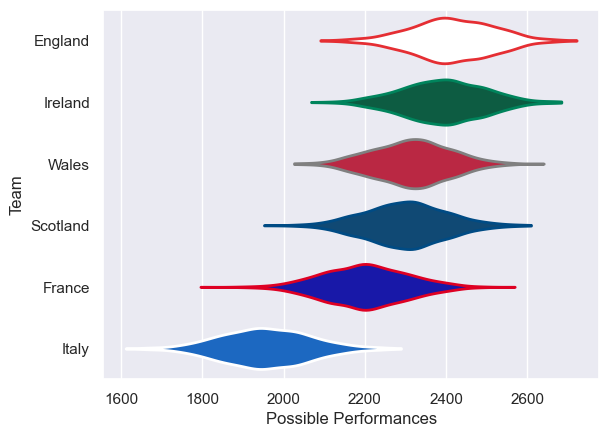 England
Ireland
Wales
Scotland
France
Italy
Team
1600 1800 2000 2200 2400 2600
Possible Performances